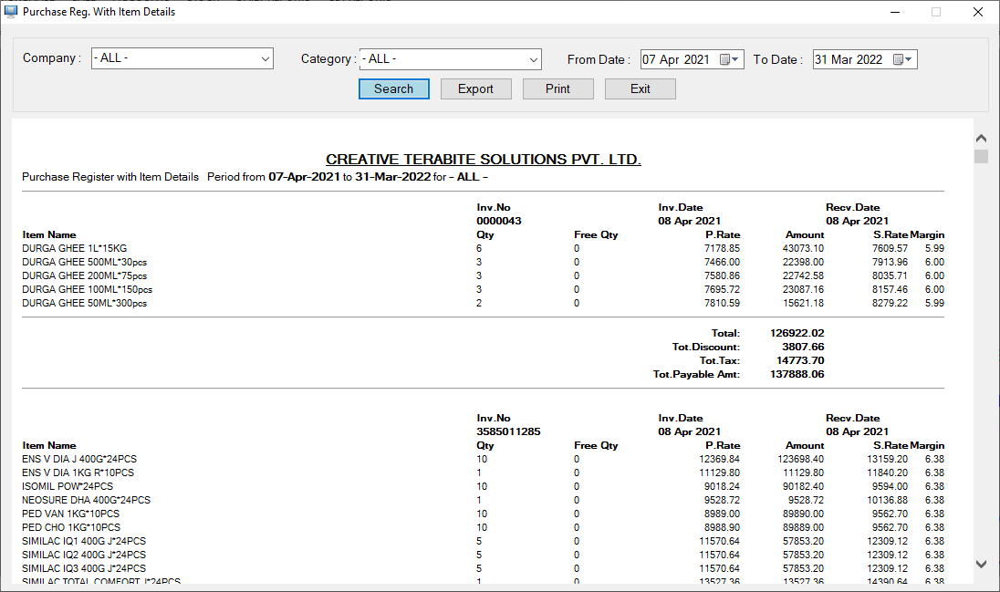 Purchase Reg. With Item Details
Company : - ALL - Category : - ALL - From Date : 07 Apr 2021 To Date : 31 Mar 2022
Search Export Print Exit
CREATIVE TERABITE SOLUTIONS PVT. LTD.
Purchase Register with Item Details Period from 07-Apr-2021 to 31-Mar-2022 for - ALL -
Inv.No Inv.Date Recv.Date
0000043 08 Apr 2021 08 Apr 2021
Item Name Qty Free Qty P.Rate Amount S.Rate Margin
DURGA GHEE 1L*15KG 6 0 7178.85 43073.10 7609.57 5.99
DURGA GHEE 500ML*30pcs 3 0 7466.00 22398.00 7913.96 6.00
DURGA GHEE 200ML*75pcs 3 0 7580.86 22742.58 8035.71 6.00
DURGA GHEE 100ML*150pcs 3 0 7695.72 23087.16 8157.46 6.00
DURGA GHEE 50ML*300pcs 2 0 7810.59 15621.18 8279.22 5.99
Total: 126922.02
Tot.Discount: 3807.66
Tot.Tax: 14773.70
Tot.Payable Amt: 137888.06
Inv.No Inv.Date Recv.Date
3585011285 08 Apr 2021 08 Apr 2021
Item Name Qty Free Qty P.Rate Amount S.Rate Margin
ENS V DIA J 400G*24PCS 10 0 12369.84 123698.40 13159.20 6.38
ENS V DIA 1KG R*10PCS 1 0 11129.80 11129.80 11840.20 6.38
ISOMIL POW*24PCS 10 0 9018.24 90182.40 9594.00 6.38
NEOSURE DHA 400G*24PCS 1 0 9528.72 9528.72 10136.88 6.38
PED VAN 1KG*10PCS 10 0 8989.00 89890.00 9562.70 6.38
PED CHO 1KG*10PCS 10 0 8988.90 89889.00 9562.70 6.38
SIMILAC IQ1 400G J*24PCS 5 0 11570.64 57853.20 12309.12 6.38
SIMILAC IQ2 400G J*24PCS 5 0 11570.64 57853.20 12309.12 6.38
SIMILAC IQ3 400G J*24PCS 5 0 11570.64 57853.20 12309.12 6.38
SIMILAC TOTAL COMFORT J*24PCS 1 0 13527.36 13527.36 14390.64 6.38